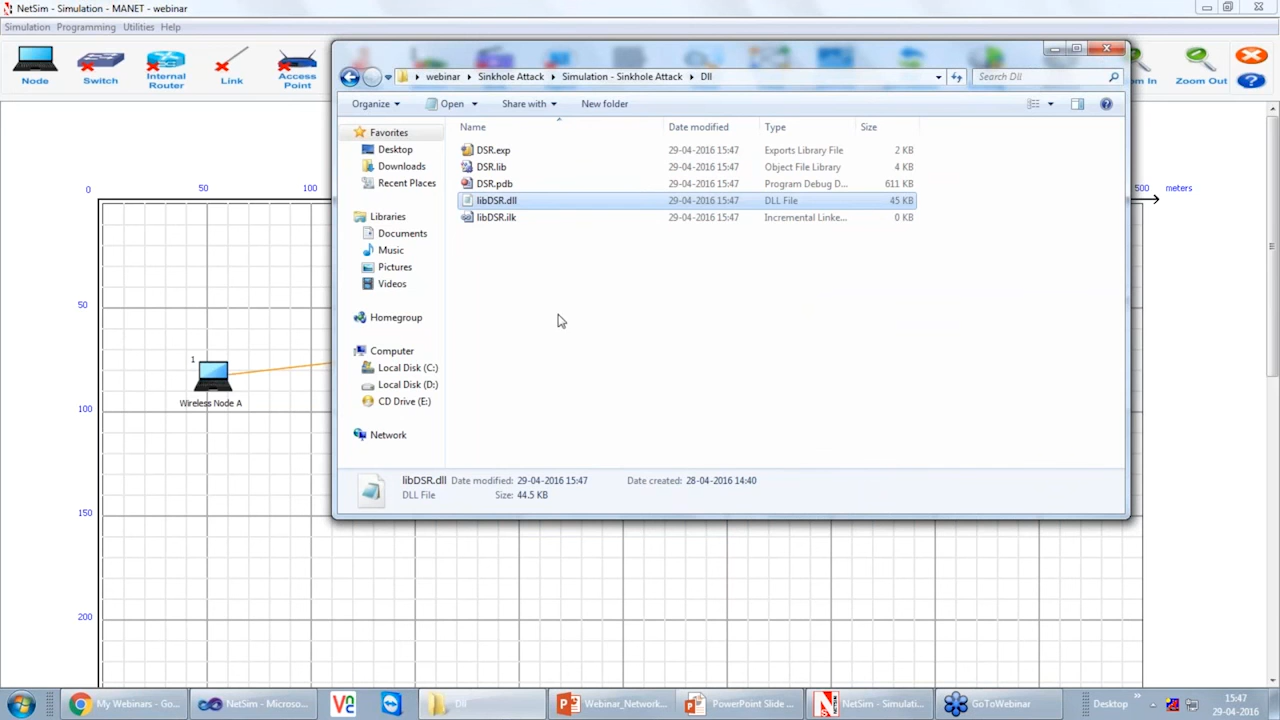 NetSim - Simulation - MANET - webinar
Simulation Programming Utilities Help
Node
Switch
Internal
Router
Link
Access
Point
Zoom Out
webinar Sinkhole Attack Simulation - Sinkhole Attack Dll
Search Dll
Organize Open Share with New folder
Favorites
Desktop
Downloads
Recent Places
Libraries
Documents
Music
Pictures
Videos
Homegroup
Computer
Local Disk (C:)
Local Disk (D:)
CD Drive (E:)
Network
Name Date modified Type Size
DSR.exp 29-04-2016 15:47 Exports Library File 2 KB
DSR.lib 29-04-2016 15:47 Object File Library 4 KB
DSR.pdb 29-04-2016 15:47 Program Debug D... 611 KB
libDSR.dll 29-04-2016 15:47 DLL File 45 KB
libDSR.ilk 29-04-2016 15:47 Incremental Linke... 0 KB
libDSR.dll Date modified: 29-04-2016 15:47 Date created: 28-04-2016 14:40
DLL File Size: 44.5 KB
0 50 100 500 meters
50
1
Wireless Node A
100
150
200
My Webinars - Go... NetSim - Microso... Dll Webinar_Network... PowerPoint Slide ... NetSim - Simulati... GoToWebinar Desktop 15:47
29-04-2016